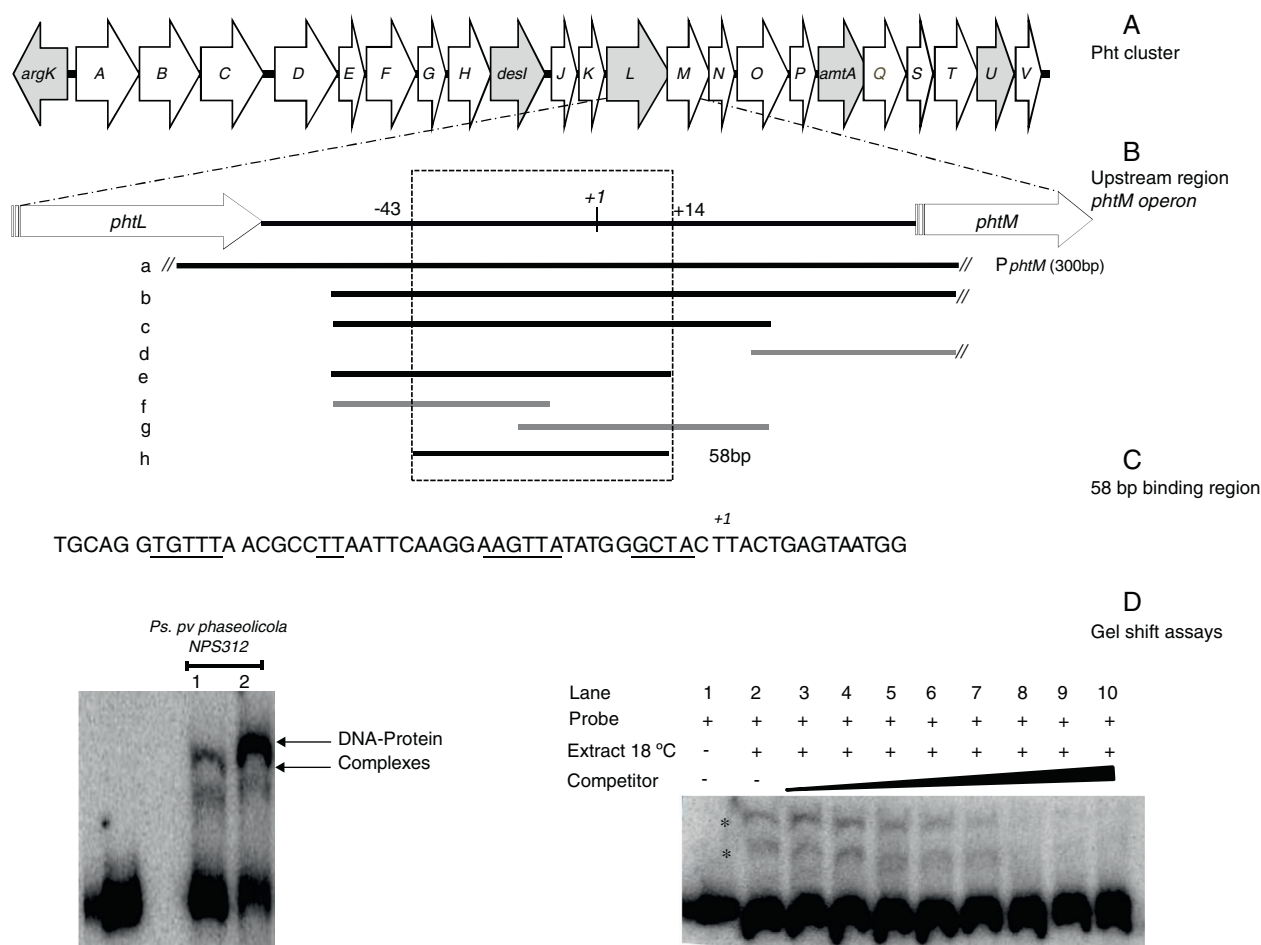 A
Pht cluster
argK A B C D E F G H desI J K L M N O P amtA Q S T U V
B
Upstream region
phtM operon
-43 +1 +14
phtL phtM
a // // PphtM (300bp)
b //
c
d //
e
f
g
h 58bp
C
58 bp binding region
+1
TGCAG GTGTTTA ACGCCTTAATTCAAGGAAGTTATATGGGCTAC TTACTGAGTAATGG
D
Gel shift assays
Ps. pv phaseolicola
NPS312
1 2
DNA-Protein
Complexes
Lane 1 2 3 4 5 6 7 8 9 10
Probe + + + + + + + + + +
Extract 18 ºC - + + + + + + + + +
Competitor - -
*
*